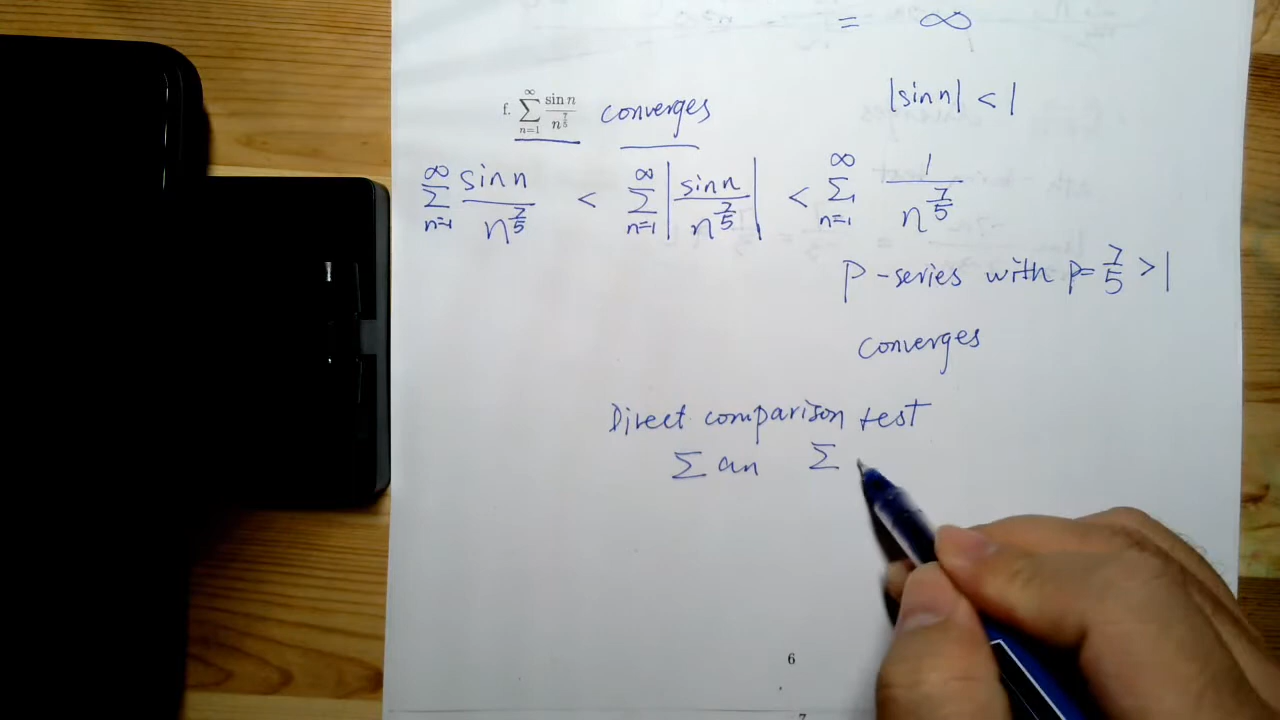 = ∞
f. ∞ ∑ n=1 sin n / n^{7/5} converges |sin n| < 1
∞ ∑ n=1 sin n / n^{7/5} < ∞ ∑ n=1 |sin n / n^{7/5}| < ∞ ∑ n=1 1 / n^{7/5}
P-series with p= 7/5 > 1
converges
Direct comparison test
∑ an ∑
6
7